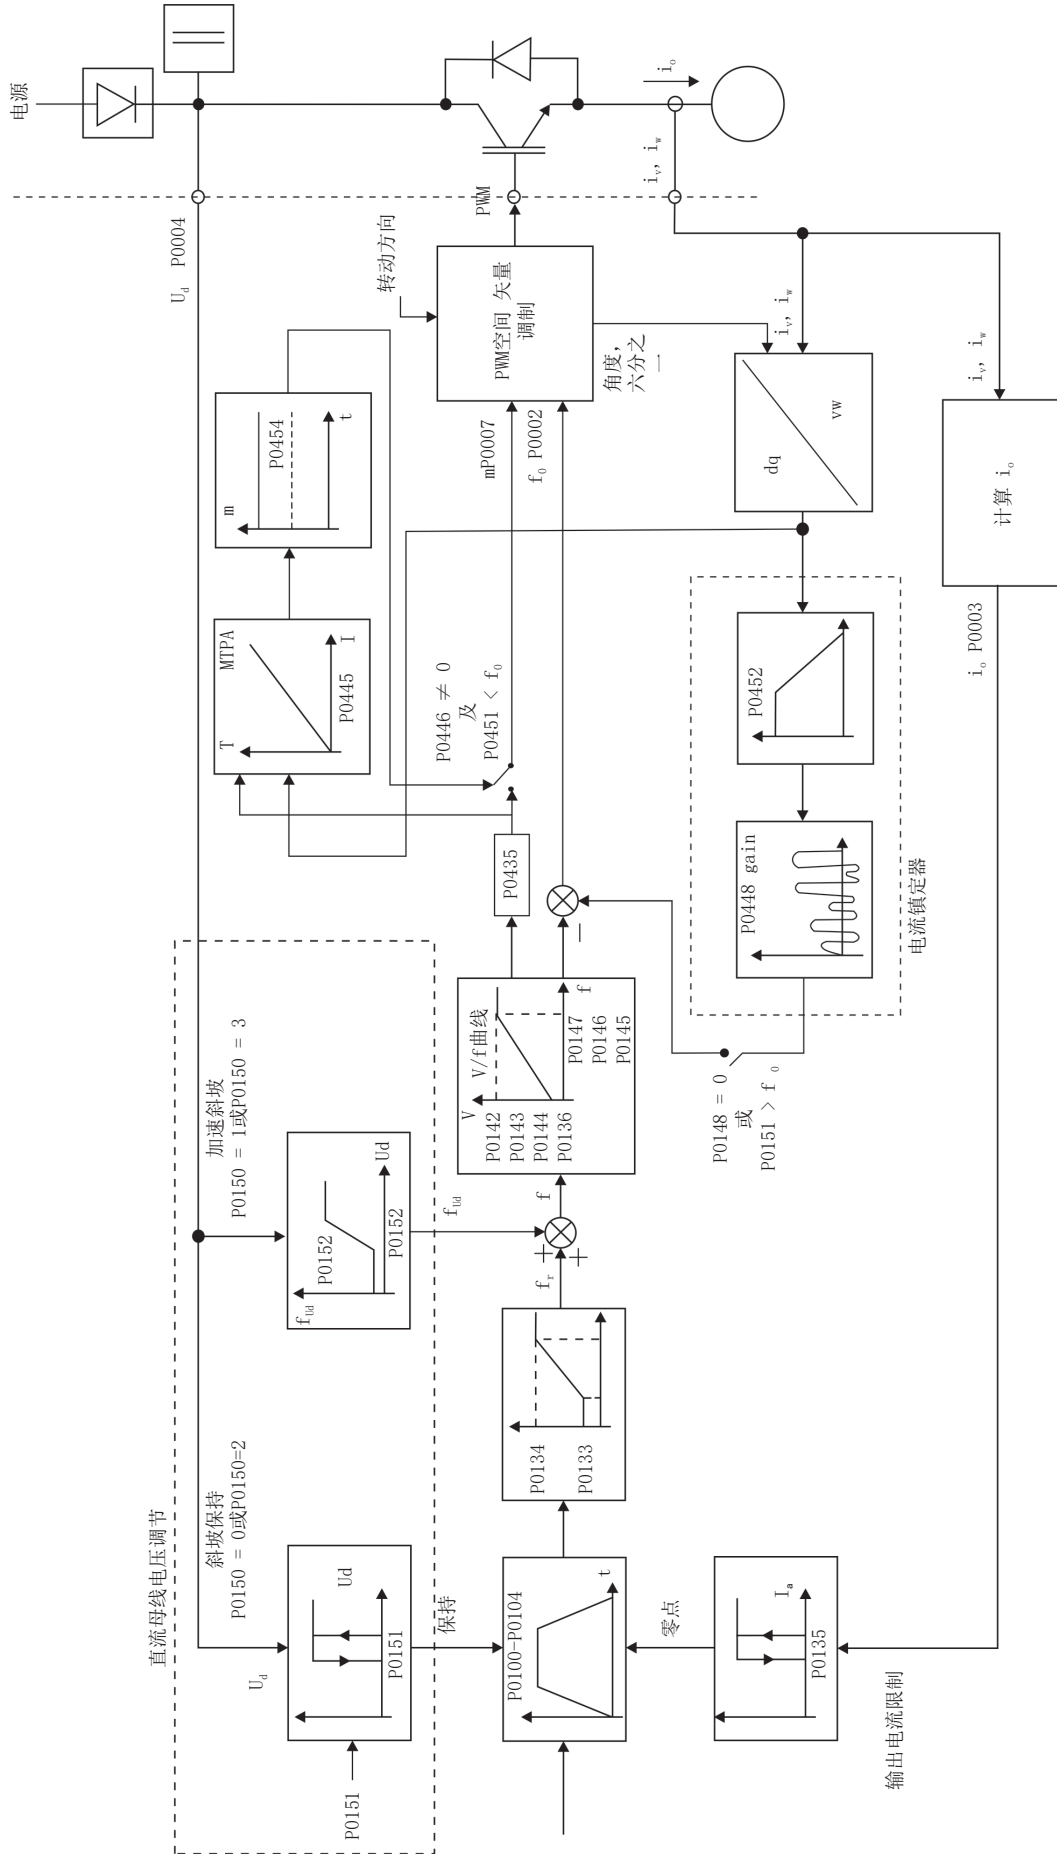 直流母线电压调节
斜坡保持
P0150 = 0或P0150=2
加速斜坡
P0150 = 1或P0150 = 3
U_d P0004
电源
P0151
U_d
Ud
P0151
保持
f_Ud
P0152
Ud
P0152
f_Ud
T
MTPA
I
P0445
m
P0454
t
转动方向
PWM
PWM空间 矢量
调制
角度,
六分之
一
i_o
i_v, i_w
P0100-P0104
t
P0134
P0133
f_r
+
+
f
V
V/f曲线
f
P0142
P0143
P0144
P0136
P0147
P0146
P0145
P0435
−
P0446 ≠ 0
及
P0451 < f_0
mP0007
f_0 P0002
零点
I_a
P0135
输出电流限制
P0148 = 0
或
P0151 > f_0
P0448 gain
P0452
电流镇定器
dq
vw
i_v, i_w
i_v, i_w
计算 i_o
i_o P0003